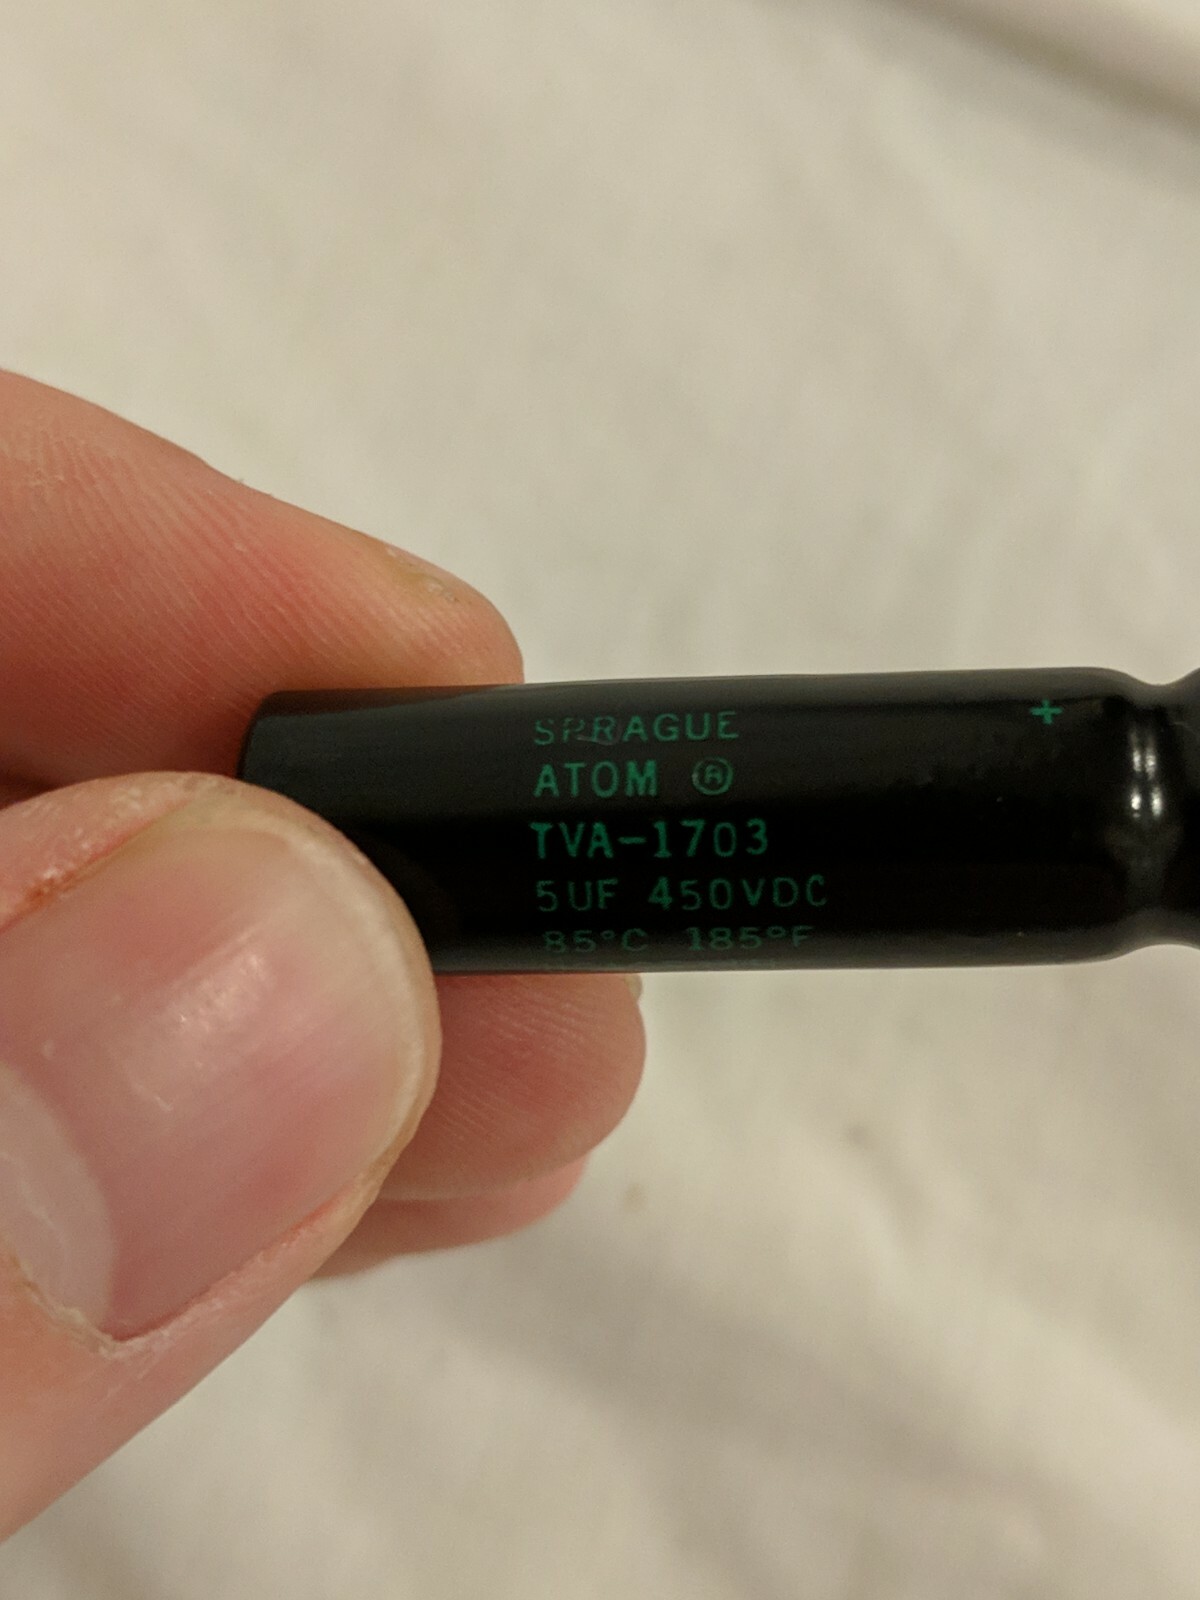 SPRAGUE
+
ATOM ®
TVA-1703
5UF 450VDC
85°C 185°F